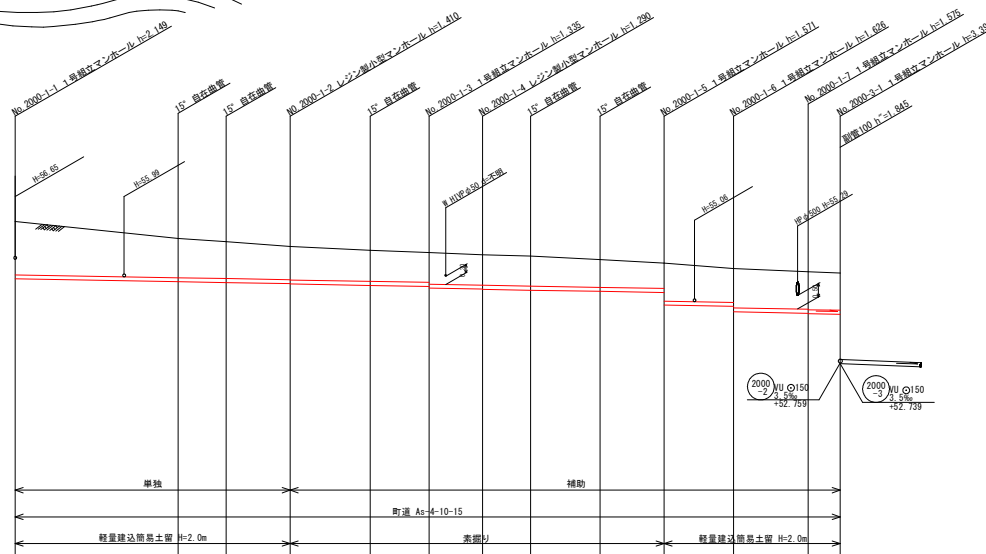 No 2000-1-1 1号組立マンホール h=2.149
15° 自在曲管
15° 自在曲管
NO 2000-1-2 レジン製小型マンホール h=1.410
15° 自在曲管
No 2000-1-3 1号組立マンホール h=1.335
No 2000-1-4 レジン製小型マンホール h=1.290
15° 自在曲管
15° 自在曲管
No 2000-1-5 1号組立マンホール h=1.571
No 2000-1-6 1号組立マンホール h=1.626
No 2000-1-7 1号組立マンホール h=1.575
No 2000-3-1 1号組立マンホール
副管100 h"=1.845
H=56.65
H=55.99
W HIVPφ50 d=不明
H=55.06
HPφ500 H=55.29
2000
-2
VU ⊙150
3.5‰
+52.759
2000
-3
VU ⊙150
3.5‰
+52.739
単独
補助
町道 As-4-10-15
軽量建込簡易土留 H=2.0m
素掘り
軽量建込簡易土留 H=2.0m